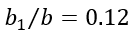 b₁/b = 0.12